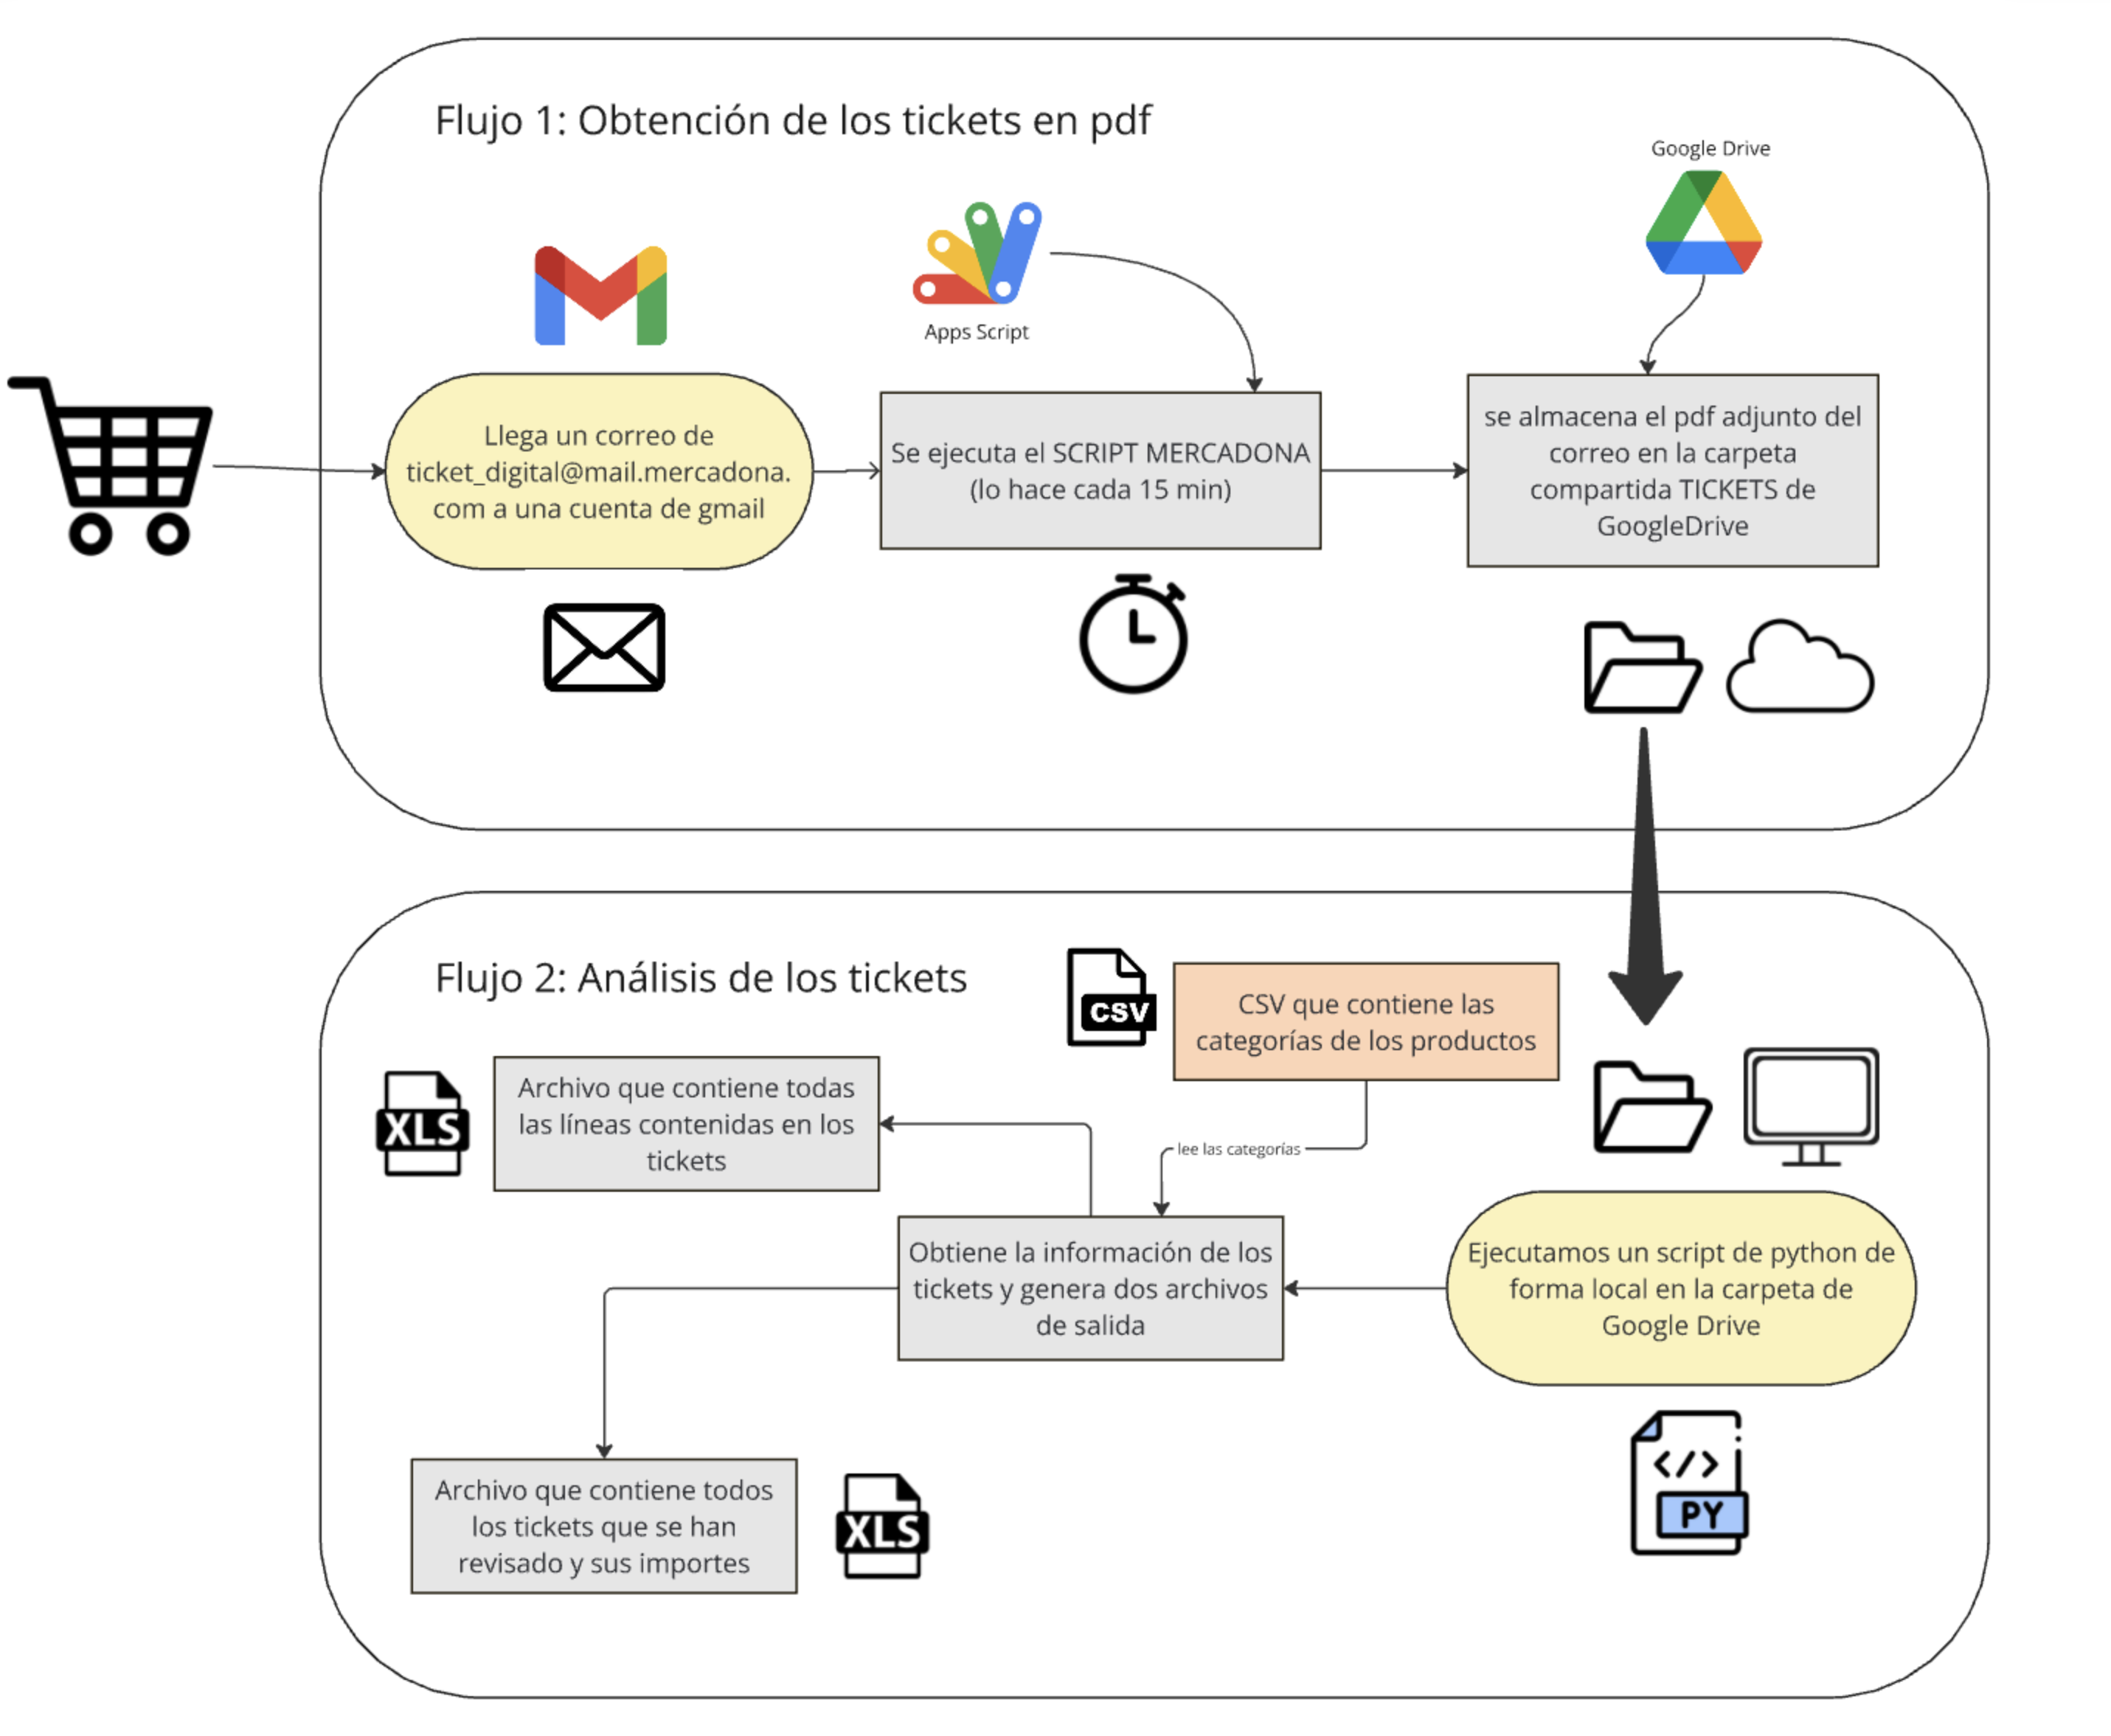 Flujo 1: Obtención de los tickets en pdf
Google Drive
Apps Script
Llega un correo de
ticket_digital@mail.mercadona.
com a una cuenta de gmail
Se ejecuta el SCRIPT MERCADONA
(lo hace cada 15 min)
se almacena el pdf adjunto del
correo en la carpeta
compartida TICKETS de
GoogleDrive
Flujo 2: Análisis de los tickets
CSV
CSV que contiene las
categorías de los productos
XLS
Archivo que contiene todas
las líneas contenidas en los
tickets
lee las categorías
Obtiene la información de los
tickets y genera dos archivos
de salida
Ejecutamos un script de python de
forma local en la carpeta de
Google Drive
</>
PY
Archivo que contiene todos
los tickets que se han
revisado y sus importes
XLS